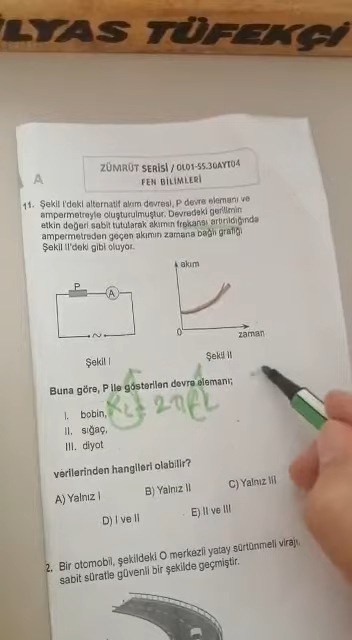 İLYAS TÜFEKÇİ
A
ZÜMRÜT SERİSİ / OL01-SS.30AYT04
FEN BİLİMLERİ
11. Şekil I'deki alternatif akım devresi, P devre elemanı ve
ampermetreyle oluşturulmuştur. Devredeki gerilimin
etkin değeri sabit tutularak akımın frekansı artırıldığında
ampermetreden geçen akımın zamana bağlı grafiği
Şekil II'deki gibi oluyor.
P
A
akım
0
zaman
Şekil I
Şekil II
Buna göre, P ile gösterilen devre elemanı;
I. bobin,
XL = 2πfL
II. sığaç,
III. diyot
verilerinden hangileri olabilir?
A) Yalnız I
B) Yalnız II
C) Yalnız III
D) I ve II
E) II ve III
2. Bir otomobil, şekildeki O merkezli yatay sürtünmeli virajı,
sabit süratle güvenli bir şekilde geçmiştir.